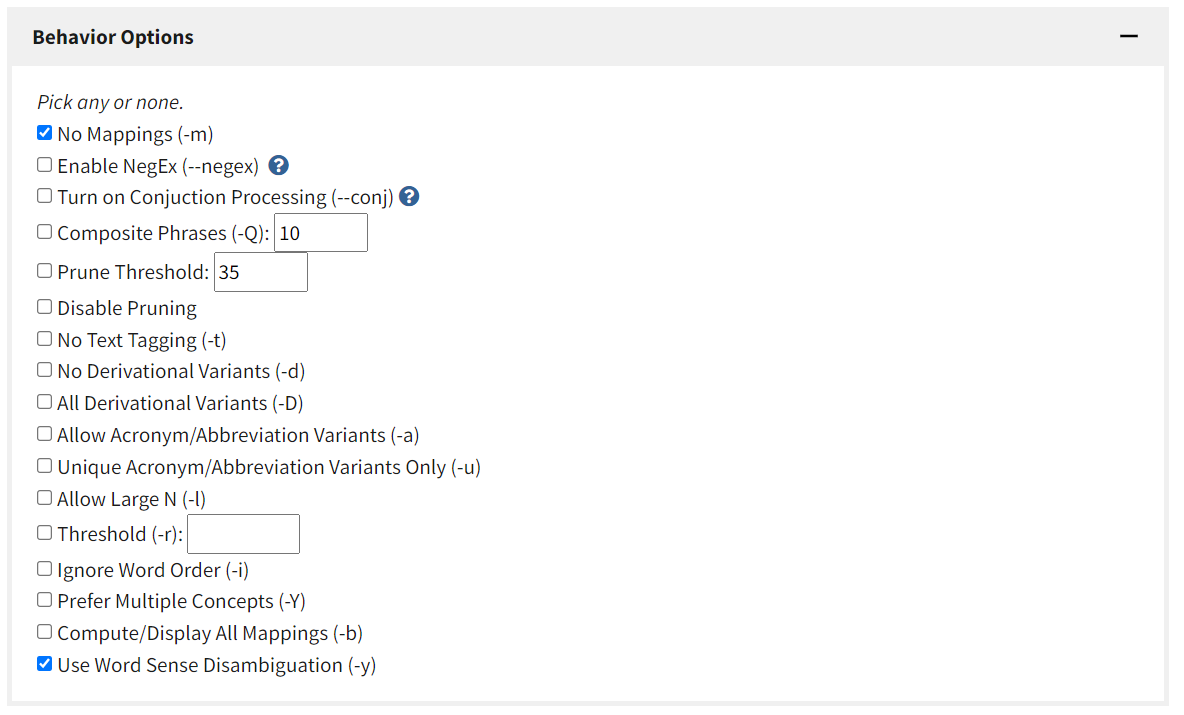 Behavior Options
Pick any or none.
No Mappings (-m)
Enable NegEx (--negex) ?
Turn on Conjuction Processing (--conj) ?
Composite Phrases (-Q): 10
Prune Threshold: 35
Disable Pruning
No Text Tagging (-t)
No Derivational Variants (-d)
All Derivational Variants (-D)
Allow Acronym/Abbreviation Variants (-a)
Unique Acronym/Abbreviation Variants Only (-u)
Allow Large N (-l)
Threshold (-r):
Ignore Word Order (-i)
Prefer Multiple Concepts (-Y)
Compute/Display All Mappings (-b)
Use Word Sense Disambiguation (-y)